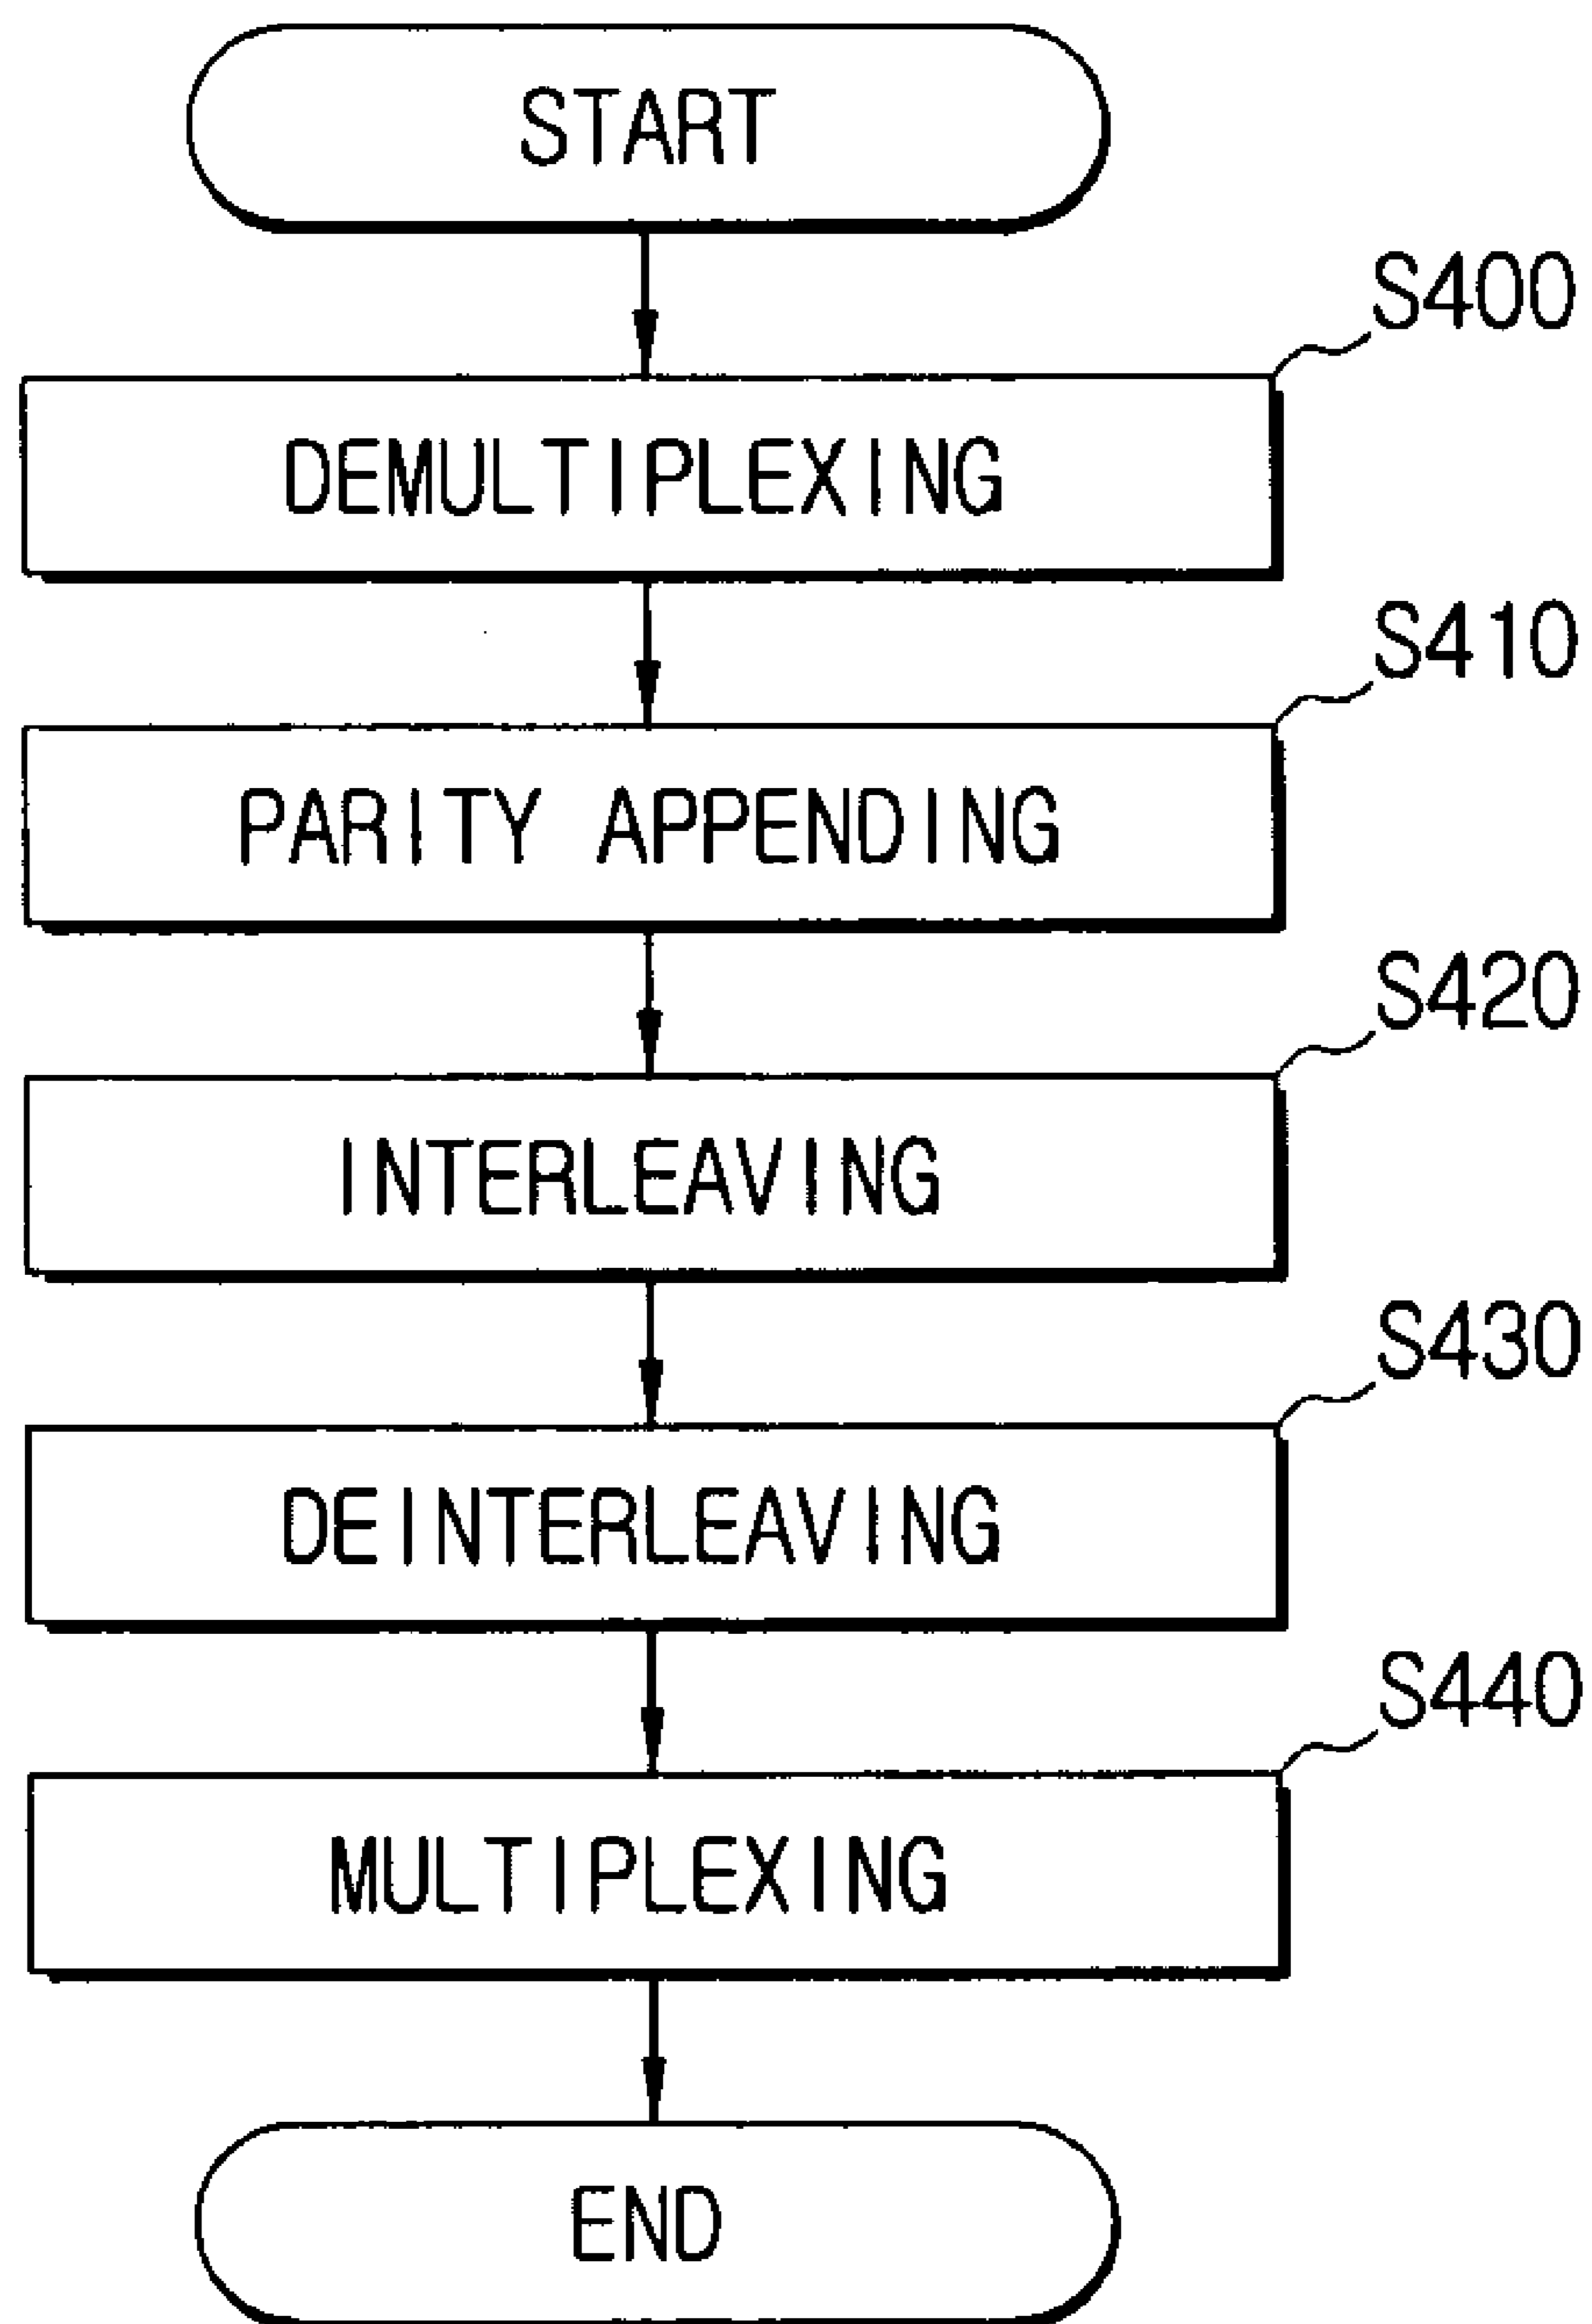 START
S400
DEMULTIPLEXING
S410
PARITY APPENDING
S420
INTERLEAVING
S430
DEINTERLEAVING
S440
MULTIPLEXING
END